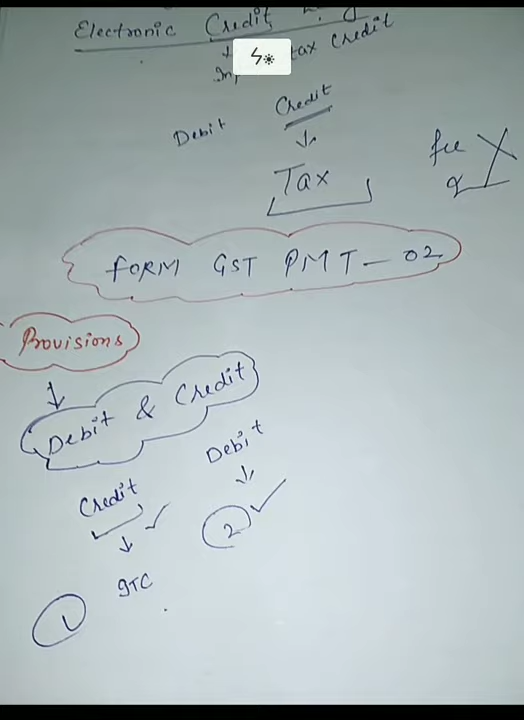 Electronic Credit
tax Credit
Debit Credit
Tax
fee
FORM GST PMT-02
Provisions
Debit & Credit
Credit Debit
2
ITC
1